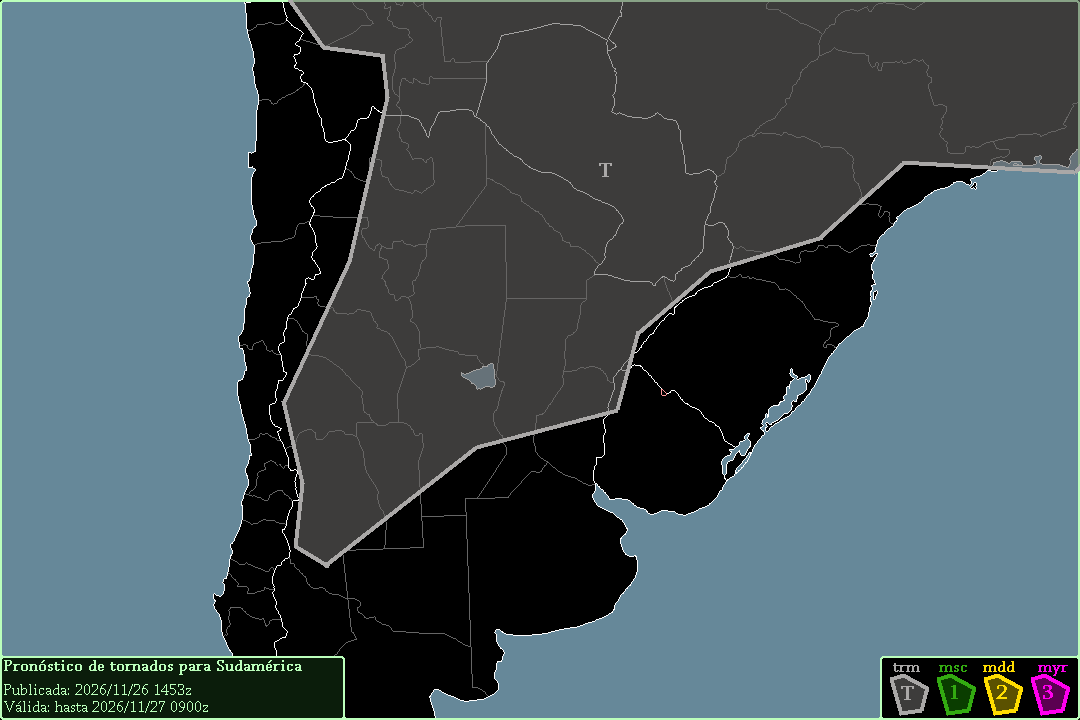 T
Pronóstico de tornados para Sudamérica
Publicada: 2026/11/26 1453z
Válida: hasta 2026/11/27 0900z
trm msc mdd myr
T 1 2 3